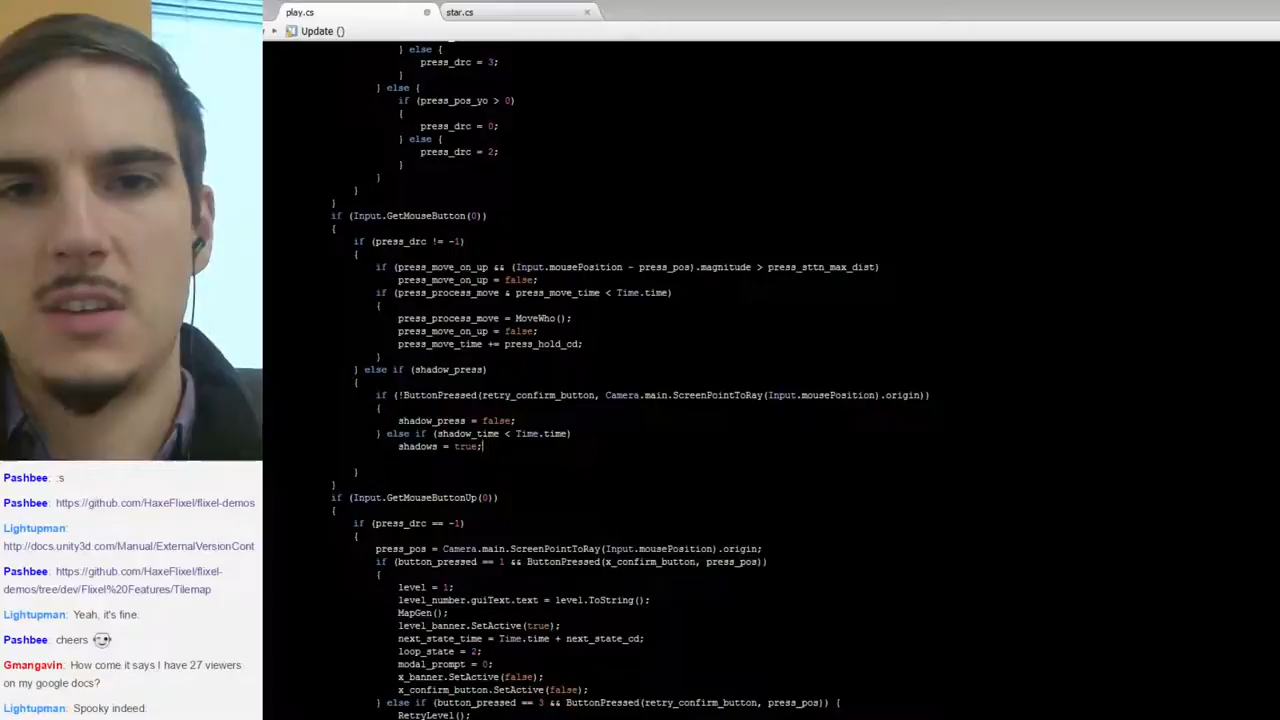 play.cs
star.cs
Update ()
} else {
press_drc = 3;
}
} else {
if (press_pos_yo > 0)
{
press_drc = 0;
} else {
press_drc = 2;
}
}
}
}
if (Input.GetMouseButton(0))
{
if (press_drc != -1)
{
if (press_move_on_up && (Input.mousePosition - press_pos).magnitude > press_sttn_max_dist)
press_move_on_up = false;
if (press_process_move & press_move_time < Time.time)
{
press_process_move = MoveWho();
press_move_on_up = false;
press_move_time += press_hold_cd;
}
} else if (shadow_press)
{
if (!ButtonPressed(retry_confirm_button, Camera.main.ScreenPointToRay(Input.mousePosition).origin))
{
shadow_press = false;
} else if (shadow_time < Time.time)
shadows = true;
}
}
if (Input.GetMouseButtonUp(0))
{
if (press_drc == -1)
{
press_pos = Camera.main.ScreenPointToRay(Input.mousePosition).origin;
if (button_pressed == 1 && ButtonPressed(x_confirm_button, press_pos))
{
level = 1;
level_number.guiText.text = level.ToString();
MapGen();
level_banner.SetActive(true);
next_state_time = Time.time + next_state_cd;
loop_state = 2;
modal_prompt = 0;
x_banner.SetActive(false);
x_confirm_button.SetActive(false);
} else if (button_pressed == 3 && ButtonPressed(retry_confirm_button, press_pos)) {
RetryLevel();
Pashbee: :s
Pashbee: https://github.com/HaxeFlixel/flixel-demos
Lightupman:
http://docs.unity3d.com/Manual/ExternalVersionCont
Pashbee: https://github.com/HaxeFlixel/flixel-
demos/tree/dev/Flixel%20Features/Tilemap
Lightupman: Yeah, it's fine.
Pashbee: cheers
Gmangavin: How come it says I have 27 viewers
on my google docs?
Lightupman: Spooky indeed.